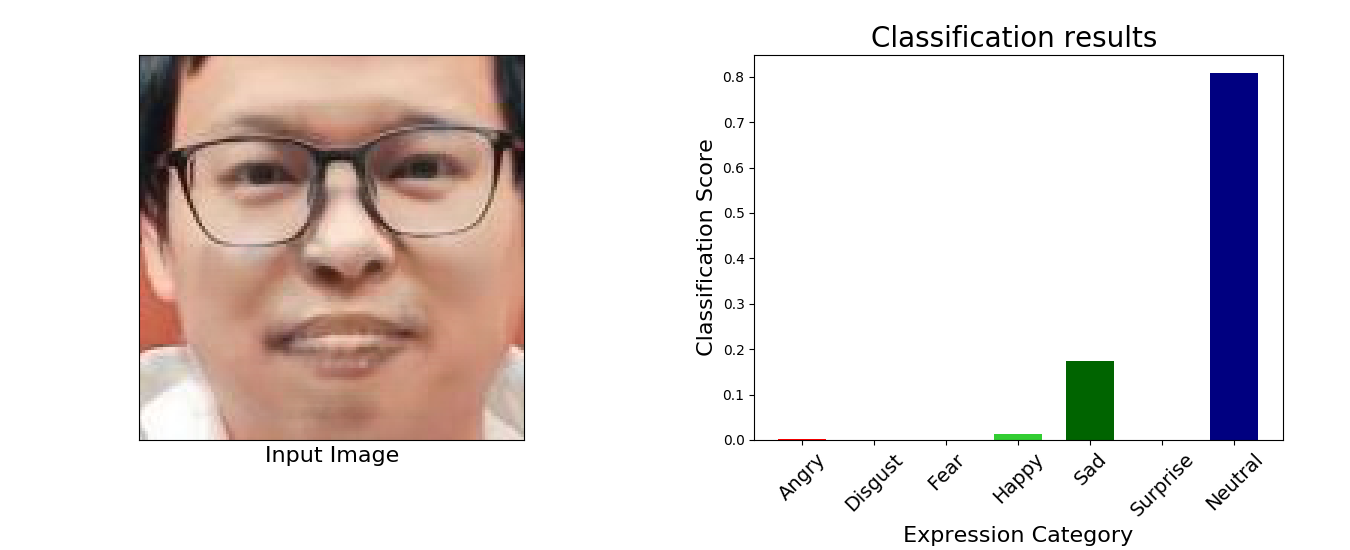 Classification results
Classification Score
0.8
0.7
0.6
0.5
0.4
0.3
0.2
0.1
0.0
Angry
Disgust
Fear
Happy
Sad
Surprise
Neutral
Input Image
Expression Category